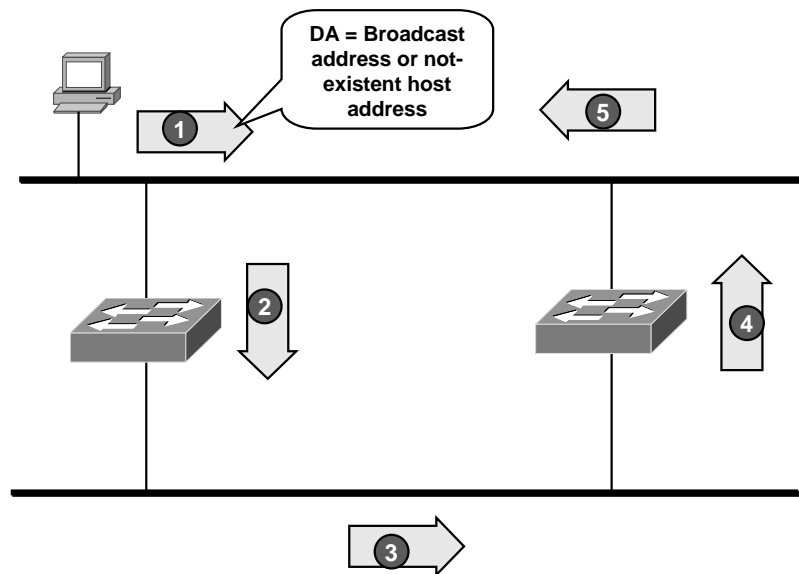 DA = Broadcast
address or not-
existent host
address
1
5
2
4
3